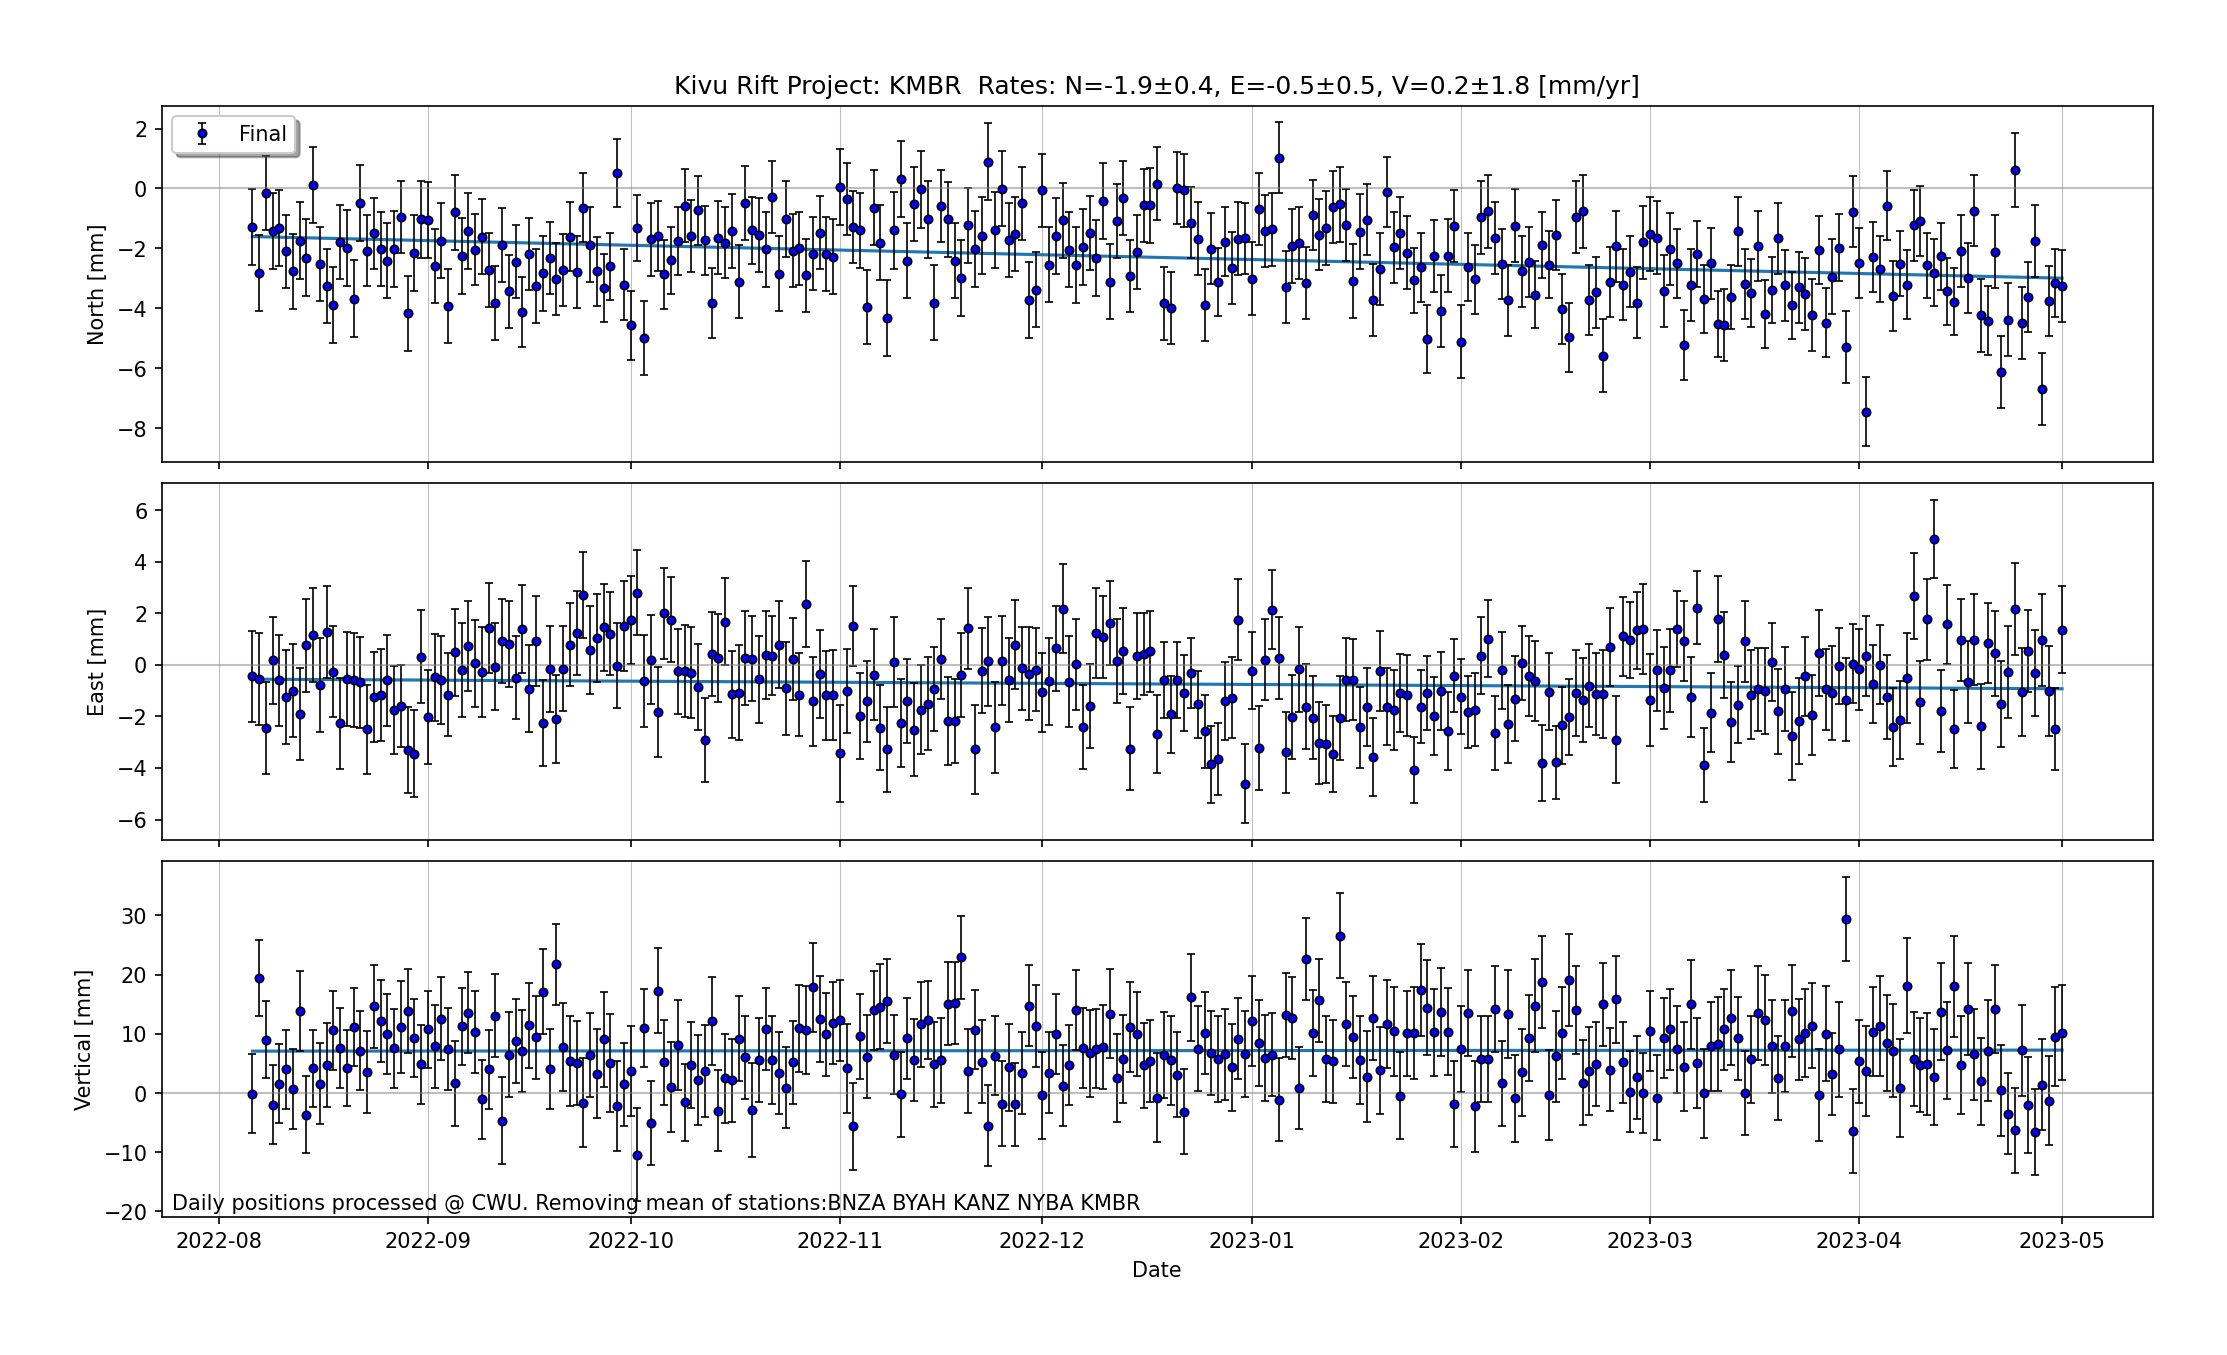 Kivu Rift Project: KMBR  Rates: N=-1.9±0.4, E=-0.5±0.5, V=0.2±1.8 [mm/yr]
Final
2
0
−2
−4
−6
−8
North [mm]
6
4
2
0
−2
−4
−6
East [mm]
30
20
10
0
−10
−20
Vertical [mm]
Daily positions processed @ CWU. Removing mean of stations:BNZA BYAH KANZ NYBA KMBR
2022-08 2022-09 2022-10 2022-11 2022-12 2023-01 2023-02 2023-03 2023-04 2023-05
Date